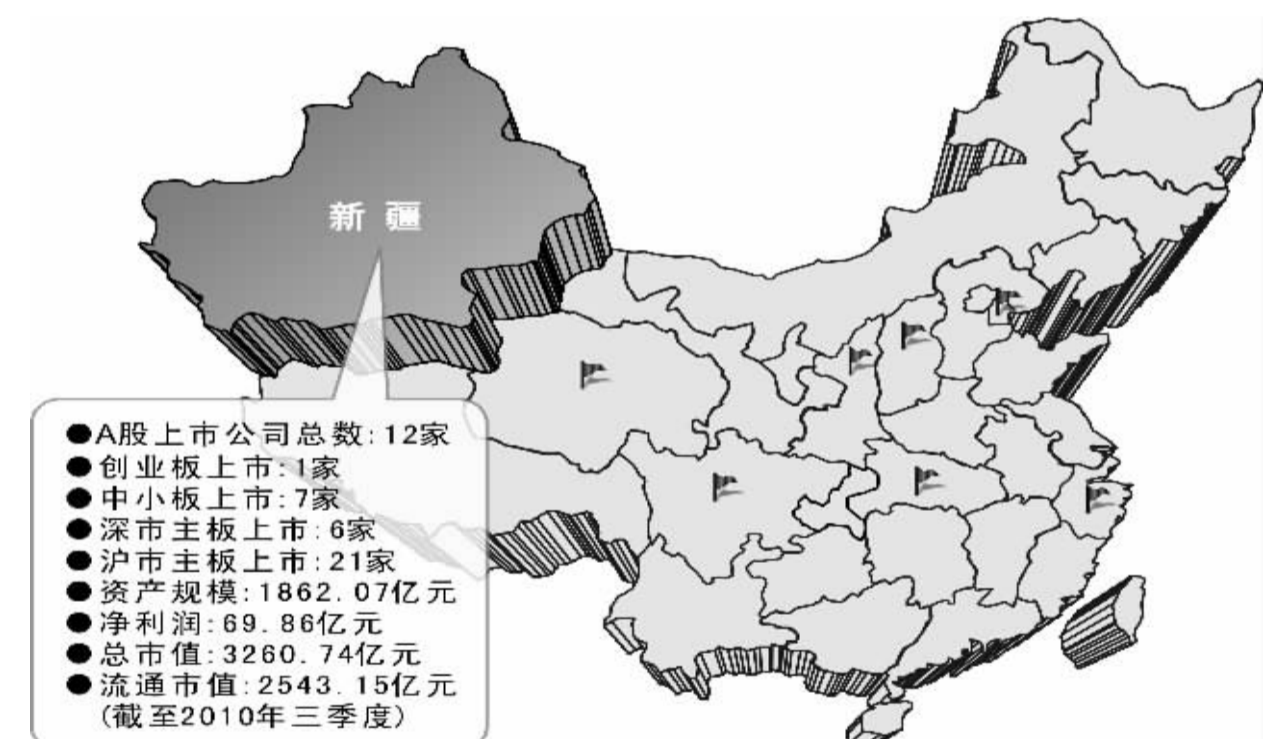 新疆
●A股上市公司总数:12家
●创业板上市:1家
●中小板上市:7家
●深市主板上市:6家
●沪市主板上市:21家
●资产规模:1862.07亿元
●净利润:69.86亿元
●总市值:3260.74亿元
●流通市值:2543.15亿元
(截至2010年三季度)